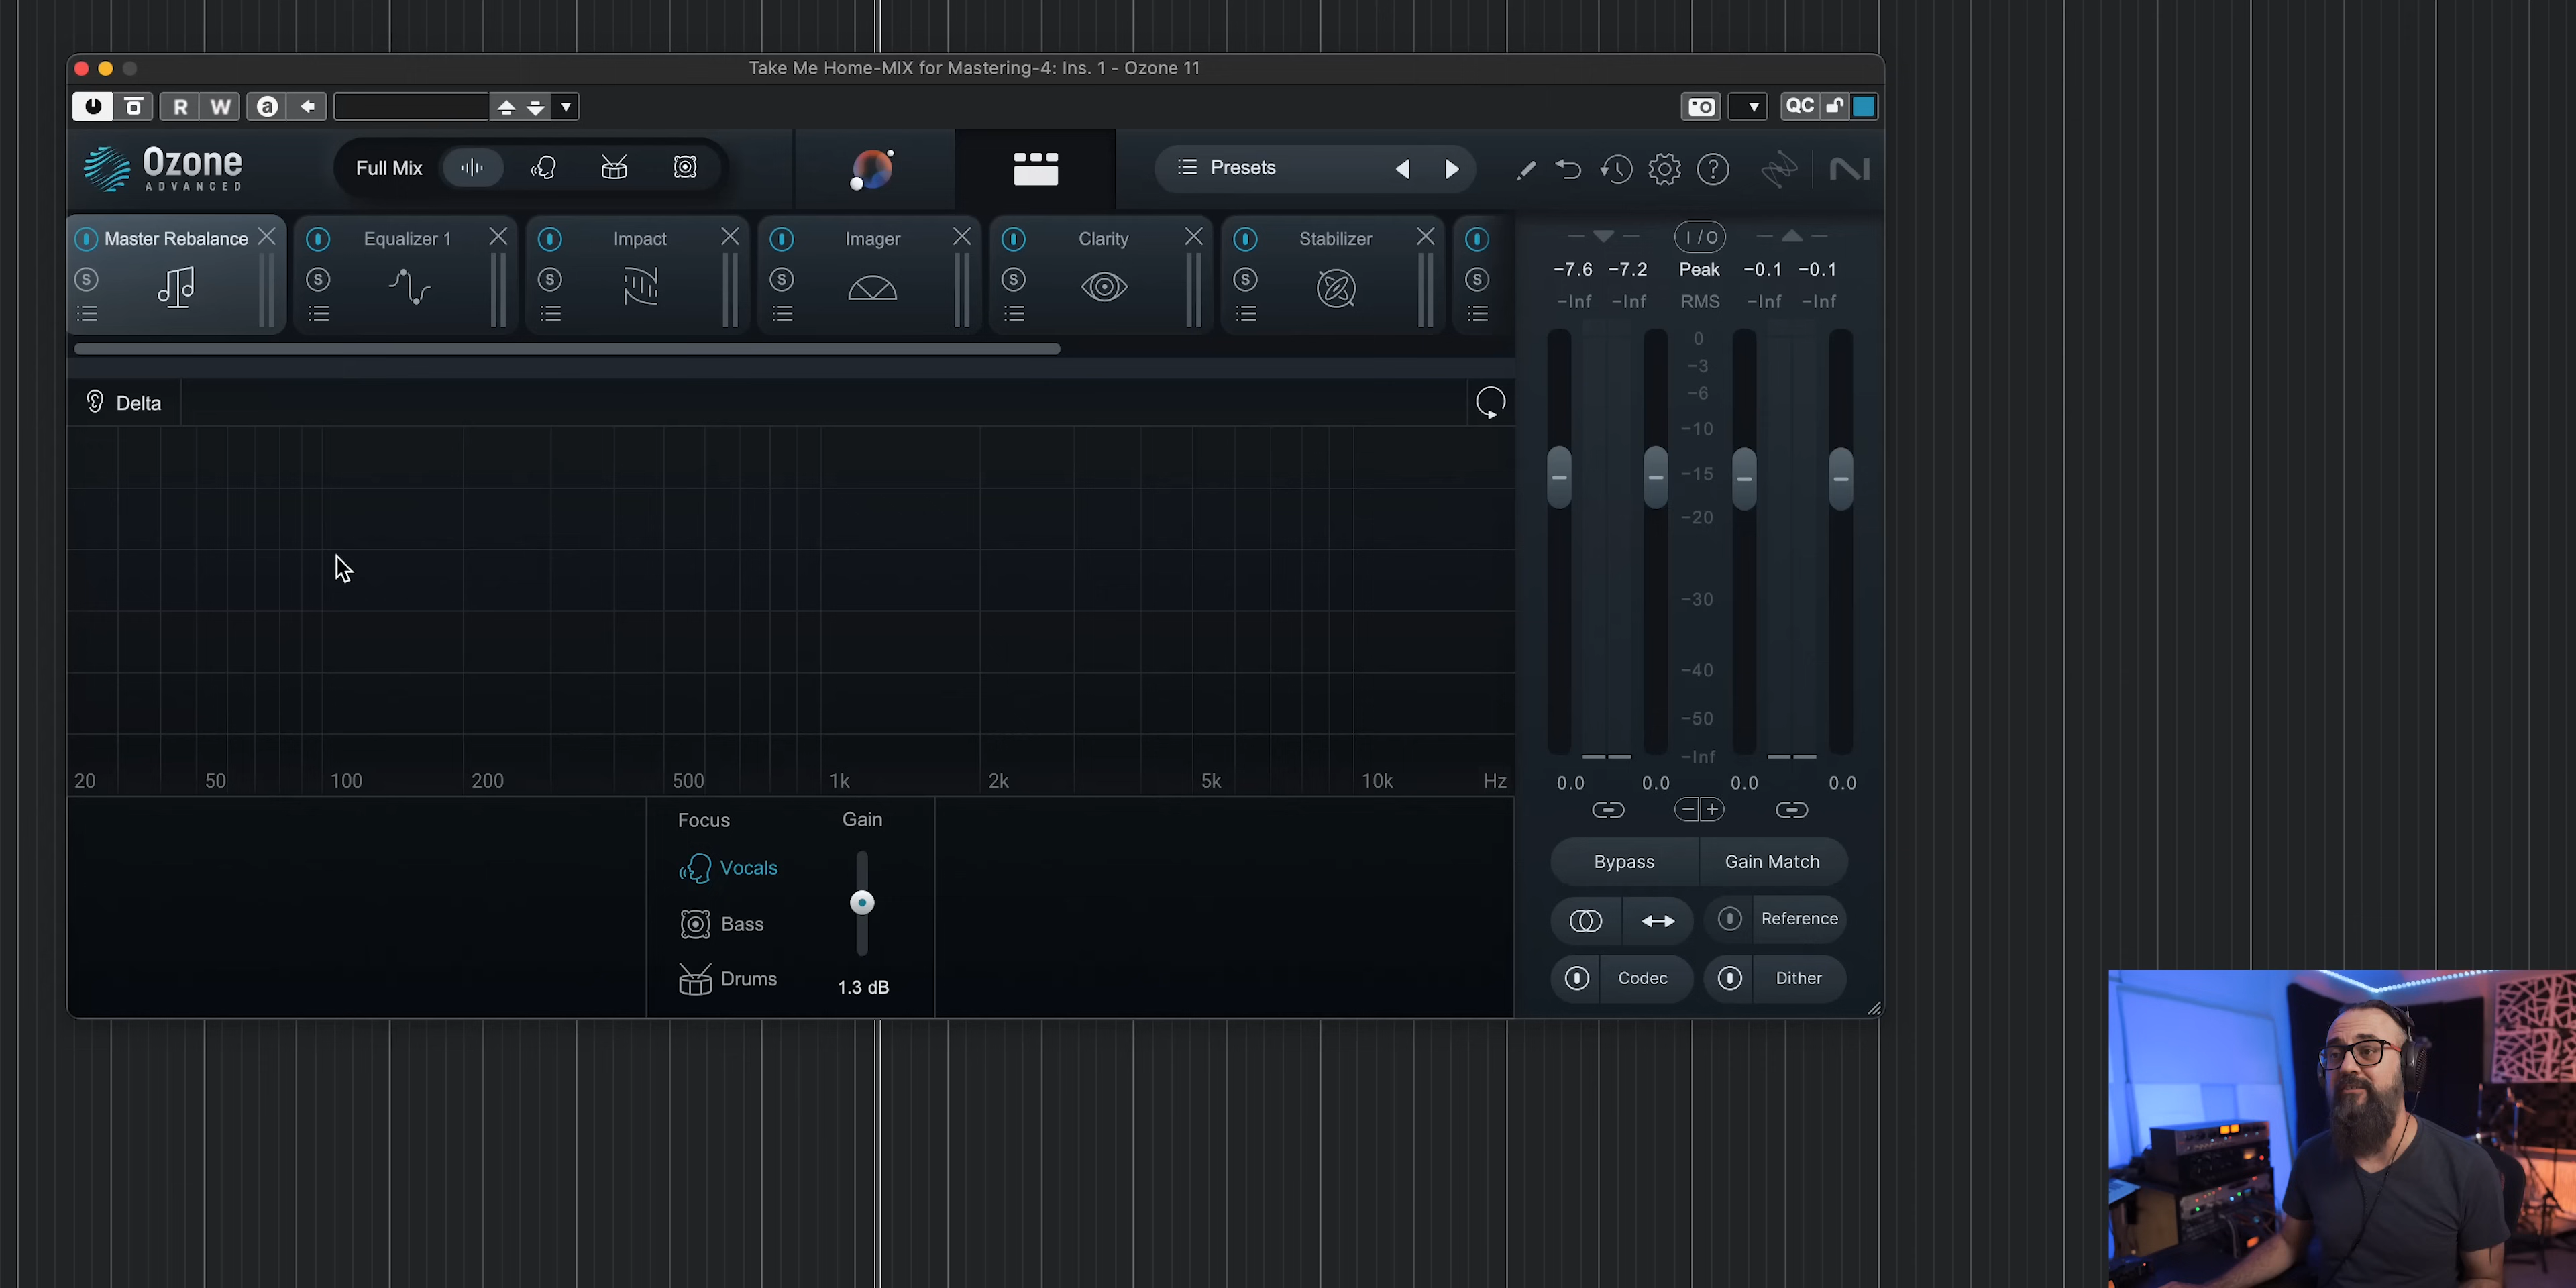 Take Me Home-MIX for Mastering-4: Ins. 1 - Ozone 11
R W a QC
Ozone
ADVANCED
Full Mix
Presets
Master Rebalance
Equalizer 1
Impact
Imager
Clarity
Stabilizer
S
S
S
S
S
S
S
I/O
-7.6 -7.2 Peak -0.1 -0.1
-Inf -Inf RMS -Inf -Inf
Delta
0
-3
-6
-10
-15
-20
-30
-40
-50
-Inf
20 50 100 200 500 1k 2k 5k 10k Hz
0.0 0.0 0.0 0.0
Focus Gain
Vocals
Bass
Drums
1.3 dB
Bypass Gain Match
Reference
Codec Dither